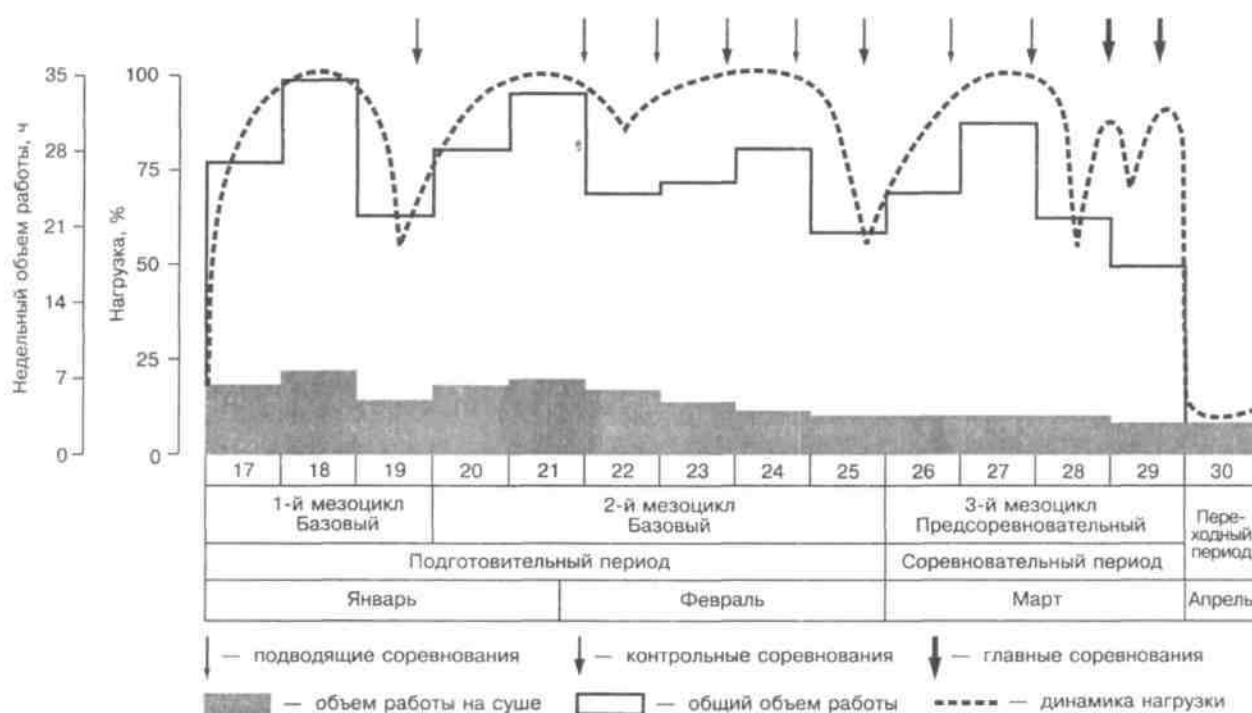 Недельный объем работы, ч
35
28
21
14
7
0
Нагрузка, %
100
75
50
25
0
17 18 19 20 21 22 23 24 25 26 27 28 29 30
1-й мезоцикл
Базовый
2-й мезоцикл
Базовый
3-й мезоцикл
Предсоревновательный
Пере-
ходный
период
Подготовительный период
Соревновательный период
Январь Февраль Март Апрель
— подводящие соревнования — контрольные соревнования — главные соревнования
— объем работы на суше — общий объем работы — динамика нагрузки